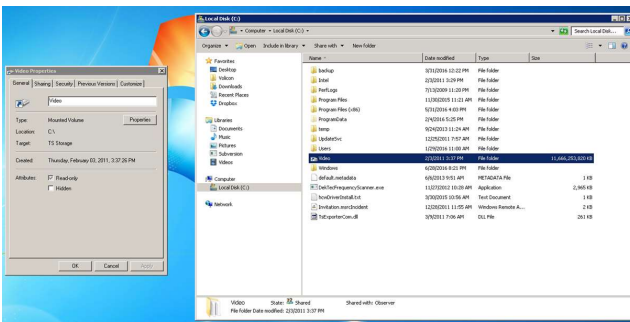 Video Properties
General Sharing Security Previous Versions Customize
Video
Type: Mounted Volume Properties
Location: C:\
Target: TS Storage
Created: Thursday, February 03, 2011, 3:37:26 PM
Attributes: Read-only
Hidden
OK Cancel Apply
Local Disk (C:)
Computer Local Disk (C:) Search Local Disk...
Organize Open Include in library Share with New folder
Favorites
Desktop
Volicon
Downloads
Recent Places
Dropbox
Libraries
Documents
Music
Pictures
Subversion
Videos
Computer
Local Disk (C:)
Network
Name Date modified Type Size
backup 3/31/2016 12:22 PM File folder
Intel 2/3/2011 3:29 PM File folder
PerfLogs 7/13/2009 11:20 PM File folder
Program Files 11/30/2015 11:21 AM File folder
Program Files (x86) 5/31/2016 4:03 PM File folder
ProgramData 2/4/2016 5:25 PM File folder
temp 9/24/2013 11:24 AM File folder
UpdateSvc 12/25/2011 7:57 AM File folder
Users 1/29/2016 11:00 AM File folder
Video 2/3/2011 3:37 PM File folder 11,666,253,820 KB
Windows 6/28/2016 8:21 PM File folder
default.metadata 6/6/2013 9:51 AM METADATA File 1 KB
DekTecFrequencyScanner.exe 11/27/2012 10:28 AM Application 2,965 KB
hcwDriverInstall.txt 3/30/2015 10:56 AM Text Document 1 KB
Invitation.msrcIncident 12/28/2011 11:55 AM Windows Remote A... 2 KB
TsExporterCom.dll 3/9/2011 7:06 AM DLL File 261 KB
Video State: Shared Shared with: Observer
File folder Date modified: 2/3/2011 3:37 PM